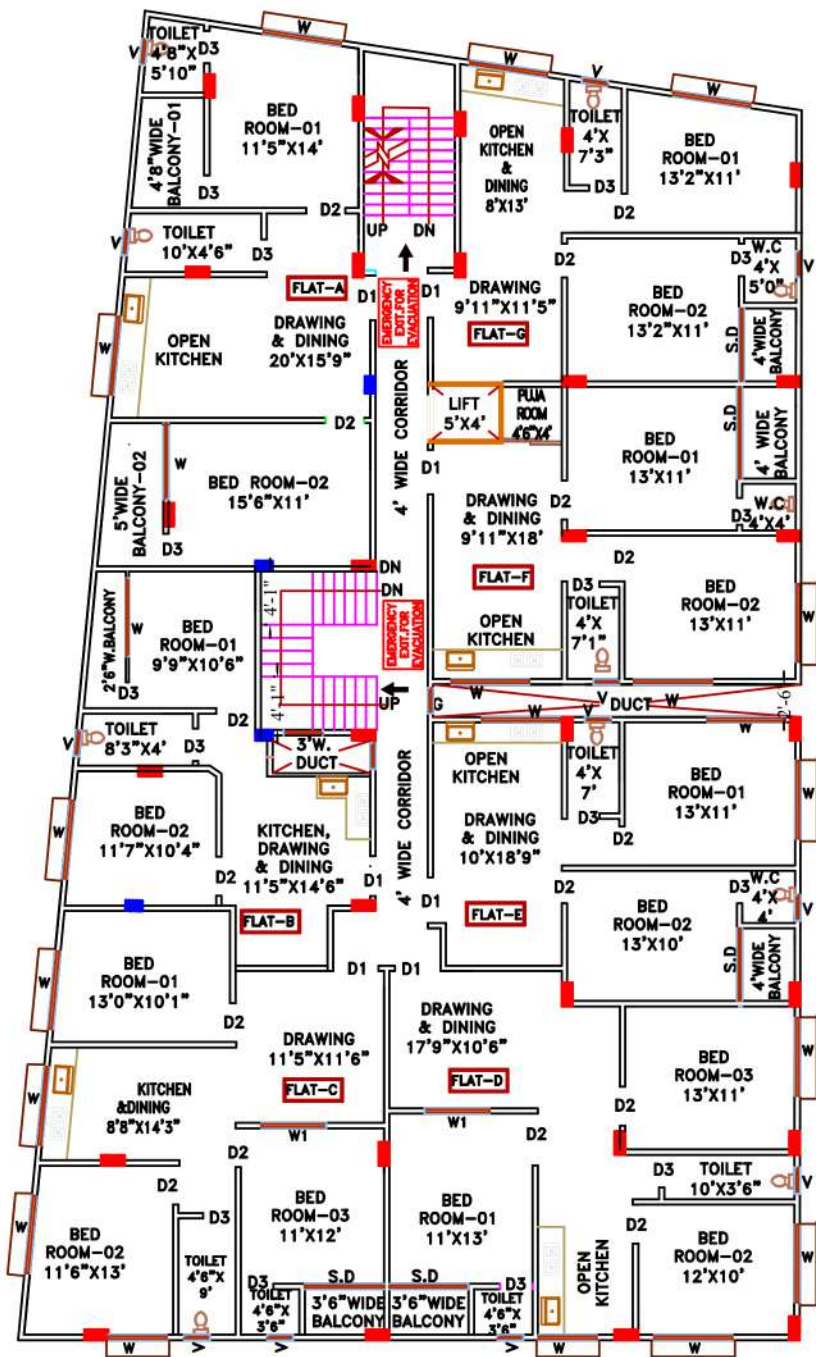 W
TOILET
4'8"X
5'10"
V
D3
BED
ROOM-01
11'5"X14'
4'8"WIDE
BALCONY-01
D3
D2
W
V
TOILET
4'X
7'3"
D3
OPEN
KITCHEN
&
DINING
8'X13'
W
BED
ROOM-01
13'2"X11'
D2
UP
DN
V
TOILET
10'X4'6"
D3
FLAT-A
D1
EMERGENCY
EXIT.FOR
EVACUATION
D1
DRAWING
9'11"X11'5"
FLAT-G
D2
BED
ROOM-02
13'2"X11'
D3
W.C
4'X
5'0"
V
S.D
4'WIDE
BALCONY
W
OPEN
KITCHEN
DRAWING
& DINING
20'X15'9"
D2
4' WIDE CORRIDOR
LIFT
5'X4'
PUJA
ROOM
4'6"X4'
D1
BED
ROOM-01
13'X11'
S.D
4' WIDE
BALCONY
D3
W.C
4'X4'
5'WIDE
BALCONY-02
W
D3
BED ROOM-02
15'6"X11'
DRAWING
& DINING
9'11"X18'
D2
FLAT-F
OPEN
KITCHEN
D2
D3
TOILET
4'X
7'1"
BED
ROOM-02
13'X11'
W
DN
4'-1"
4'-1"
UP
EMERGENCY
EXIT.FOR
EVACUATION
2'6"W.BALCONY
W
D3
BED
ROOM-01
9'9"X10'6"
D2
G
W
V
DUCT
W
W
2'-6"
V
TOILET
8'3"X4'
D3
3'W.
DUCT
OPEN
KITCHEN
TOILET
4'X
7'
D3
D2
BED
ROOM-01
13'X11'
W
W
BED
ROOM-02
11'7"X10'4"
D2
KITCHEN,
DRAWING
& DINING
11'5"X14'6"
FLAT-B
D1
4' WIDE CORRIDOR
DRAWING
& DINING
10'X18'9"
D1
FLAT-E
D2
BED
ROOM-02
13'X10'
D3
W.C
4'X
4'
V
S.D
4'WIDE
BALCONY
W
BED
ROOM-01
13'0"X10'1"
D2
D1
D1
DRAWING
11'5"X11'6"
FLAT-C
W1
DRAWING
& DINING
17'9"X10'6"
FLAT-D
W1
BED
ROOM-03
13'X11'
D2
W
W
KITCHEN
&DINING
8'8"X14'3"
D2
D2
D2
W
BED
ROOM-02
11'6"X13'
D3
TOILET
4'6"X
9'
BED
ROOM-03
11'X12'
BED
ROOM-01
11'X13'
D3
TOILET
10'X3'6"
V
D2
BED
ROOM-02
12'X10'
W
OPEN
KITCHEN
D3
S.D
S.D
D3
TOILET
4'6"X
3'6"
3'6"WIDE
BALCONY
3'6"WIDE
BALCONY
TOILET
4'6"X
3'6"
W
V
V
V
W
W